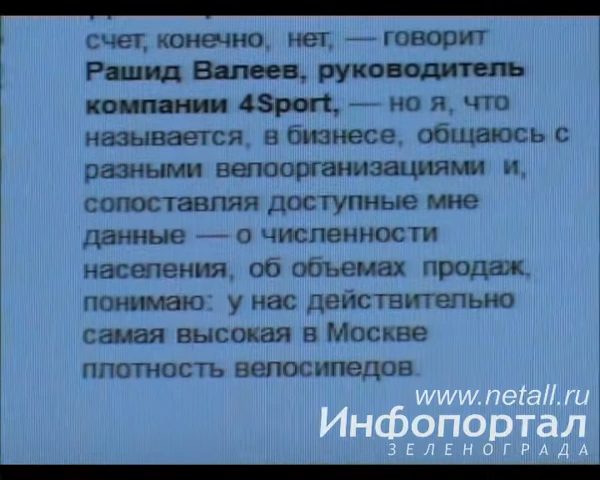 счет, конечно, нет, — говорит
Рашид Валеев, руководитель
компании 4Sport, — но я, что
называется, в бизнесе, общаюсь с
разными велоорганизациями и,
сопоставляя доступные мне
данные — о численности
населения, об объемах продаж,
понимаю: у нас действительно
самая высокая в Москве
плотность велосипедов.
www.netall.ru
Инфопортал
ЗЕЛЕНОГРАДА